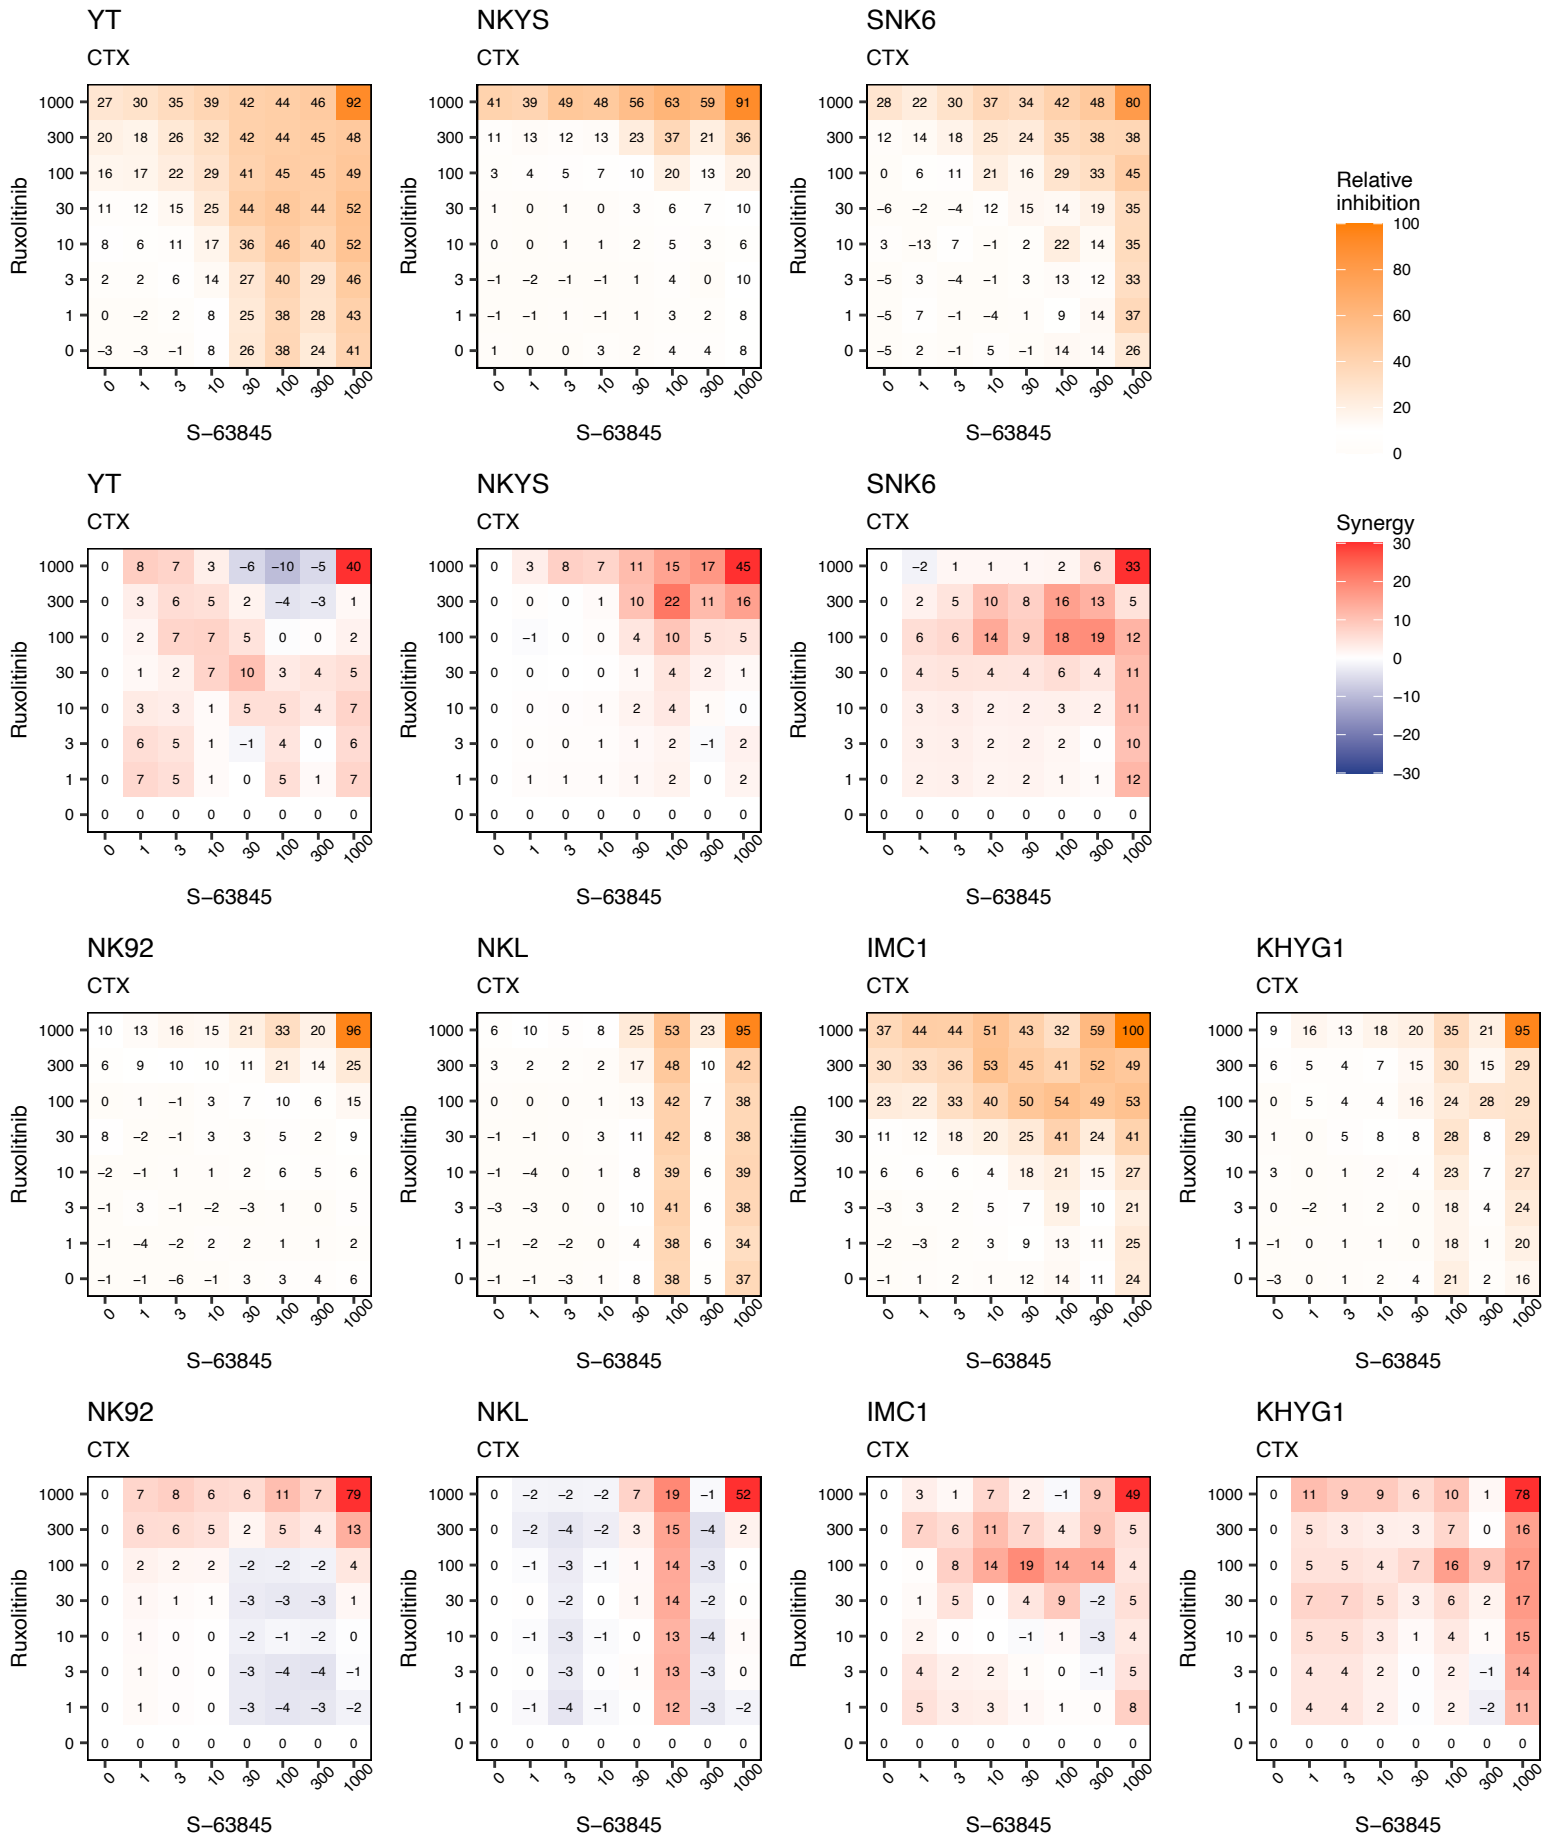 YT NKYS SNK6
CTX CTX CTX
Ruxolitinib
1000 27 30 35 39 42 44 46 92
300 20 18 26 32 42 44 45 48
100 16 17 22 29 41 45 45 49
30 11 12 15 25 44 48 44 52
10 8 6 11 17 36 46 40 52
3 2 2 6 14 27 40 29 46
1 0 −2 2 8 25 38 28 43
0 −3 −3 −1 8 26 38 24 41
0 1 3 10 30 100 300 1000
S−63845
Ruxolitinib
1000 41 39 49 48 56 63 59 91
300 11 13 12 13 23 37 21 36
100 3 4 5 7 10 20 13 20
30 1 0 1 0 3 6 7 10
10 0 0 1 1 2 5 3 6
3 −1 −2 −1 −1 1 4 0 10
1 −1 −1 1 −1 1 3 2 8
0 1 0 0 3 2 4 4 8
0 1 3 10 30 100 300 1000
S−63845
Ruxolitinib
1000 28 22 30 37 34 42 48 80
300 12 14 18 25 24 35 38 38
100 0 6 11 21 16 29 33 45
30 −6 −2 −4 12 15 14 19 35
10 3 −13 7 −1 2 22 14 35
3 −5 3 −4 −1 3 13 12 33
1 −5 7 −1 −4 1 9 14 37
0 −5 2 −1 5 −1 14 14 26
0 1 3 10 30 100 300 1000
S−63845
Relative
inhibition
100
80
60
40
20
0
YT NKYS SNK6
CTX CTX CTX
Ruxolitinib
1000 0 8 7 3 −6 −10 −5 40
300 0 3 6 5 2 −4 −3 1
100 0 2 7 7 5 0 0 2
30 0 1 2 7 10 3 4 5
10 0 3 3 1 5 5 4 7
3 0 6 5 1 −1 4 0 6
1 0 7 5 1 0 5 1 7
0 0 0 0 0 0 0 0 0
0 1 3 10 30 100 300 1000
S−63845
Ruxolitinib
1000 0 3 8 7 11 15 17 45
300 0 0 0 1 10 22 11 16
100 0 −1 0 0 4 10 5 5
30 0 0 0 0 1 4 2 1
10 0 0 0 1 2 4 1 0
3 0 0 0 1 1 2 −1 2
1 0 1 1 1 1 2 0 2
0 0 0 0 0 0 0 0 0
0 1 3 10 30 100 300 1000
S−63845
Ruxolitinib
1000 0 −2 1 1 1 2 6 33
300 0 2 5 10 8 16 13 5
100 0 6 6 14 9 18 19 12
30 0 4 5 4 4 6 4 11
10 0 3 3 2 2 3 2 11
3 0 3 3 2 2 2 0 10
1 0 2 3 2 2 1 1 12
0 0 0 0 0 0 0 0 0
0 1 3 10 30 100 300 1000
S−63845
Synergy
30
20
10
0
−10
−20
−30
NK92 NKL IMC1 KHYG1
CTX CTX CTX CTX
Ruxolitinib
1000 10 13 16 15 21 33 20 96
300 6 9 10 10 11 21 14 25
100 0 1 −1 3 7 10 6 15
30 8 −2 −1 3 3 5 2 9
10 −2 −1 1 1 2 6 5 6
3 −1 3 −1 −2 −3 1 0 5
1 −1 −4 −2 2 2 1 1 2
0 −1 −1 −6 −1 3 3 4 6
0 1 3 10 30 100 300 1000
S−63845
Ruxolitinib
1000 6 10 5 8 25 53 23 95
300 3 2 2 2 17 48 10 42
100 0 0 0 1 13 42 7 38
30 −1 −1 0 3 11 42 8 38
10 −1 −4 0 1 8 39 6 39
3 −3 −3 0 0 10 41 6 38
1 −1 −2 −2 0 4 38 6 34
0 −1 −1 −3 1 8 38 5 37
0 1 3 10 30 100 300 1000
S−63845
Ruxolitinib
1000 37 44 44 51 43 32 59 100
300 30 33 36 53 45 41 52 49
100 23 22 33 40 50 54 49 53
30 11 12 18 20 25 41 24 41
10 6 6 6 4 18 21 15 27
3 −3 3 2 5 7 19 10 21
1 −2 −3 2 3 9 13 11 25
0 −1 1 2 1 12 14 11 24
0 1 3 10 30 100 300 1000
S−63845
Ruxolitinib
1000 9 16 13 18 20 35 21 95
300 6 5 4 7 15 30 15 29
100 0 5 4 4 16 24 28 29
30 1 0 5 8 8 28 8 29
10 3 0 1 2 4 23 7 27
3 0 −2 1 2 0 18 4 24
1 −1 0 1 1 0 18 1 20
0 −3 0 1 2 4 21 2 16
0 1 3 10 30 100 300 1000
S−63845
NK92 NKL IMC1 KHYG1
CTX CTX CTX CTX
Ruxolitinib
1000 0 7 8 6 6 11 7 79
300 0 6 6 5 2 5 4 13
100 0 2 2 2 −2 −2 −2 4
30 0 1 1 1 −3 −3 −3 1
10 0 1 0 0 −2 −1 −2 0
3 0 1 0 0 −3 −4 −4 −1
1 0 1 0 0 −3 −4 −3 −2
0 0 0 0 0 0 0 0 0
0 1 3 10 30 100 300 1000
S−63845
Ruxolitinib
1000 0 −2 −2 −2 7 19 −1 52
300 0 −2 −4 −2 3 15 −4 2
100 0 −1 −3 −1 1 14 −3 0
30 0 0 −2 0 1 14 −2 0
10 0 −1 −3 −1 0 13 −4 1
3 0 0 −3 0 1 13 −3 0
1 0 −1 −4 −1 0 12 −3 −2
0 0 0 0 0 0 0 0 0
0 1 3 10 30 100 300 1000
S−63845
Ruxolitinib
1000 0 3 1 7 2 −1 9 49
300 0 7 6 11 7 4 9 5
100 0 0 8 14 19 14 14 4
30 0 1 5 0 4 9 −2 5
10 0 2 0 0 −1 1 −3 4
3 0 4 2 2 1 0 −1 5
1 0 5 3 3 1 1 0 8
0 0 0 0 0 0 0 0 0
0 1 3 10 30 100 300 1000
S−63845
Ruxolitinib
1000 0 11 9 9 6 10 1 78
300 0 5 3 3 3 7 0 16
100 0 5 5 4 7 16 9 17
30 0 7 7 5 3 6 2 17
10 0 5 5 3 1 4 1 15
3 0 4 4 2 0 2 −1 14
1 0 4 4 2 0 2 −2 11
0 0 0 0 0 0 0 0 0
0 1 3 10 30 100 300 1000
S−63845